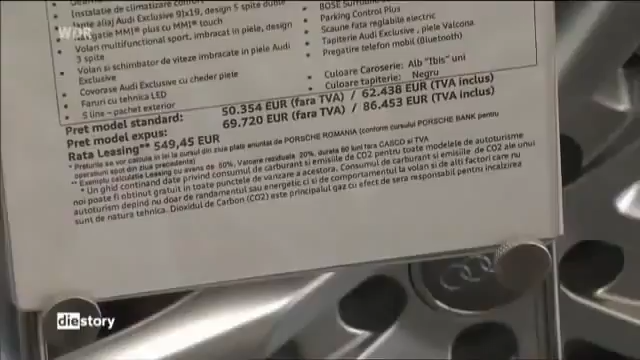 Instalatie de climatizare confort
Jante aliaj Audi Exclusive 9Jx19, design 5 spite duble
MMI® plus cu MMI® touch
Volan multifunctional sport, imbracat in piele, design
3 spite
Volan si schimbator de viteze imbracate in piele Audi
Exclusive
Covorase Audi Exclusive cu cheder piele
Faruri cu tehnica LED
S line - pachet exterior
BOSE Surround
Parking Control Plus
Scaune fata reglabile electric
Tapiterie Audi Exclusive , piele Valcona
Pregatire telefon mobil (Bluetooth)
Culoare Caroserie: Alb "Ibis" uni
Culoare tapiterie: Negru
Pret model standard: 50.354 EUR (fara TVA) / 62.438 EUR (TVA inclus)
Pret model expus: 69.720 EUR (fara TVA) / 86.453 EUR (TVA inclus)
Rata Leasing** 549,45 EUR
* Preturile se vor calcula in lei la cursul din ziua platii anuntat de PORSCHE ROMANIA (conform cursului PORSCHE BANK pentru
operatiuni spot din ziua precedenta)
** Exemplu calculatie Leasing cu avans de 50%, Valoare reziduala 20%, durata 60 luni fara CASCO si TVA
* Un ghid continand date privind consumul de carburant si emisiile de CO2 pentru toate modelele de autoturisme
noi poate fi obtinut gratuit in toate punctele de vanzare a acestora. Consumul de carburant si emisiile de CO2 ale unui
autoturism depind nu doar de randamentul sau energetic ci si de comportamentul la volan si de alti factori care nu
sunt de natura tehnica. Dioxidul de Carbon (CO2) este principalul gaz cu efect de sera responsabil pentru incalzirea
WDR
diestory